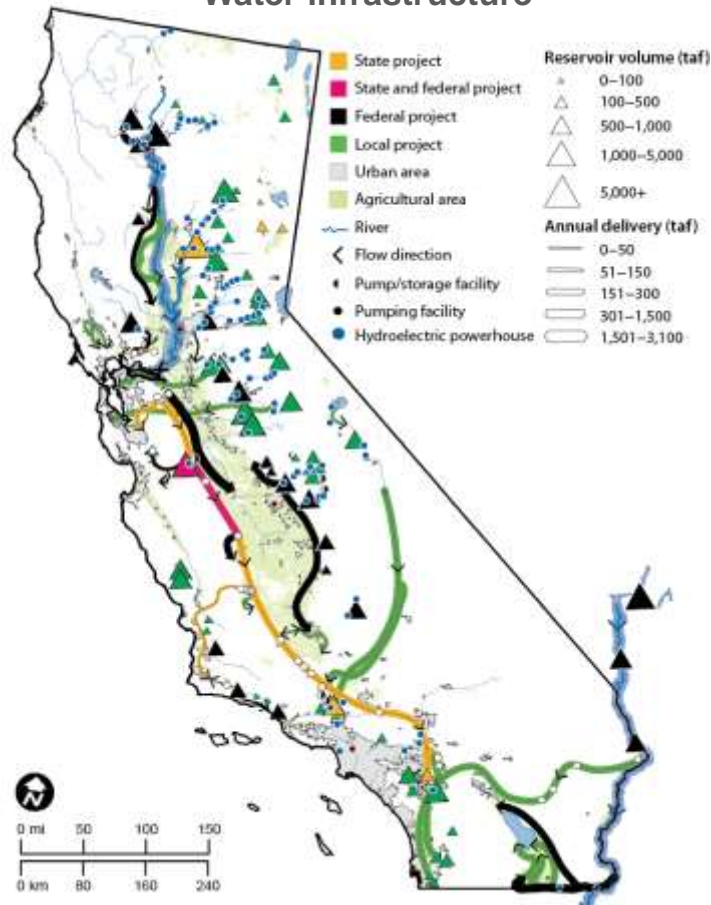 Water Infrastructure
State project
State and federal project
Federal project
Local project
Urban area
Agricultural area
River
Flow direction
Pump/storage facility
Pumping facility
Hydroelectric powerhouse
Reservoir volume (taf)
0–100
100–500
500–1,000
1,000–5,000
5,000+
Annual delivery (taf)
0–50
51–150
151–300
301–1,500
1,501–3,100
N
0 mi 50 100 150
0 km 80 160 240